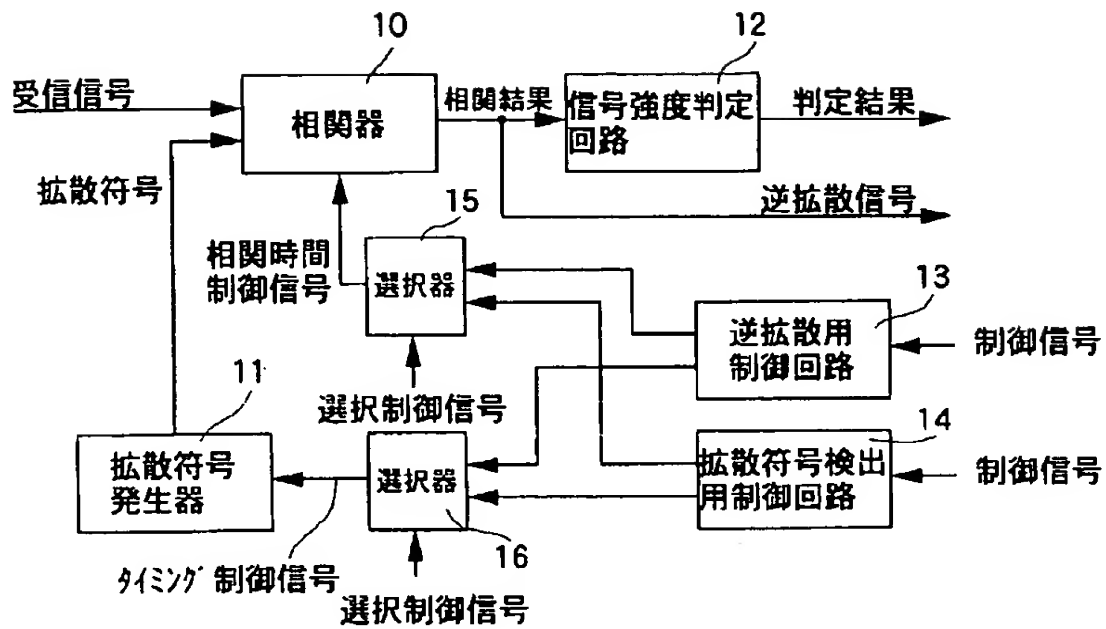 10
12
受信信号
相関器
相関結果
信号強度判定
回路
判定結果
拡散符号
逆拡散信号
15
相関時間
制御信号
選択器
13
逆拡散用
制御回路
制御信号
11
選択制御信号
14
拡散符号
発生器
選択器
拡散符号検出
用制御回路
制御信号
16
タイミング制御信号
選択制御信号